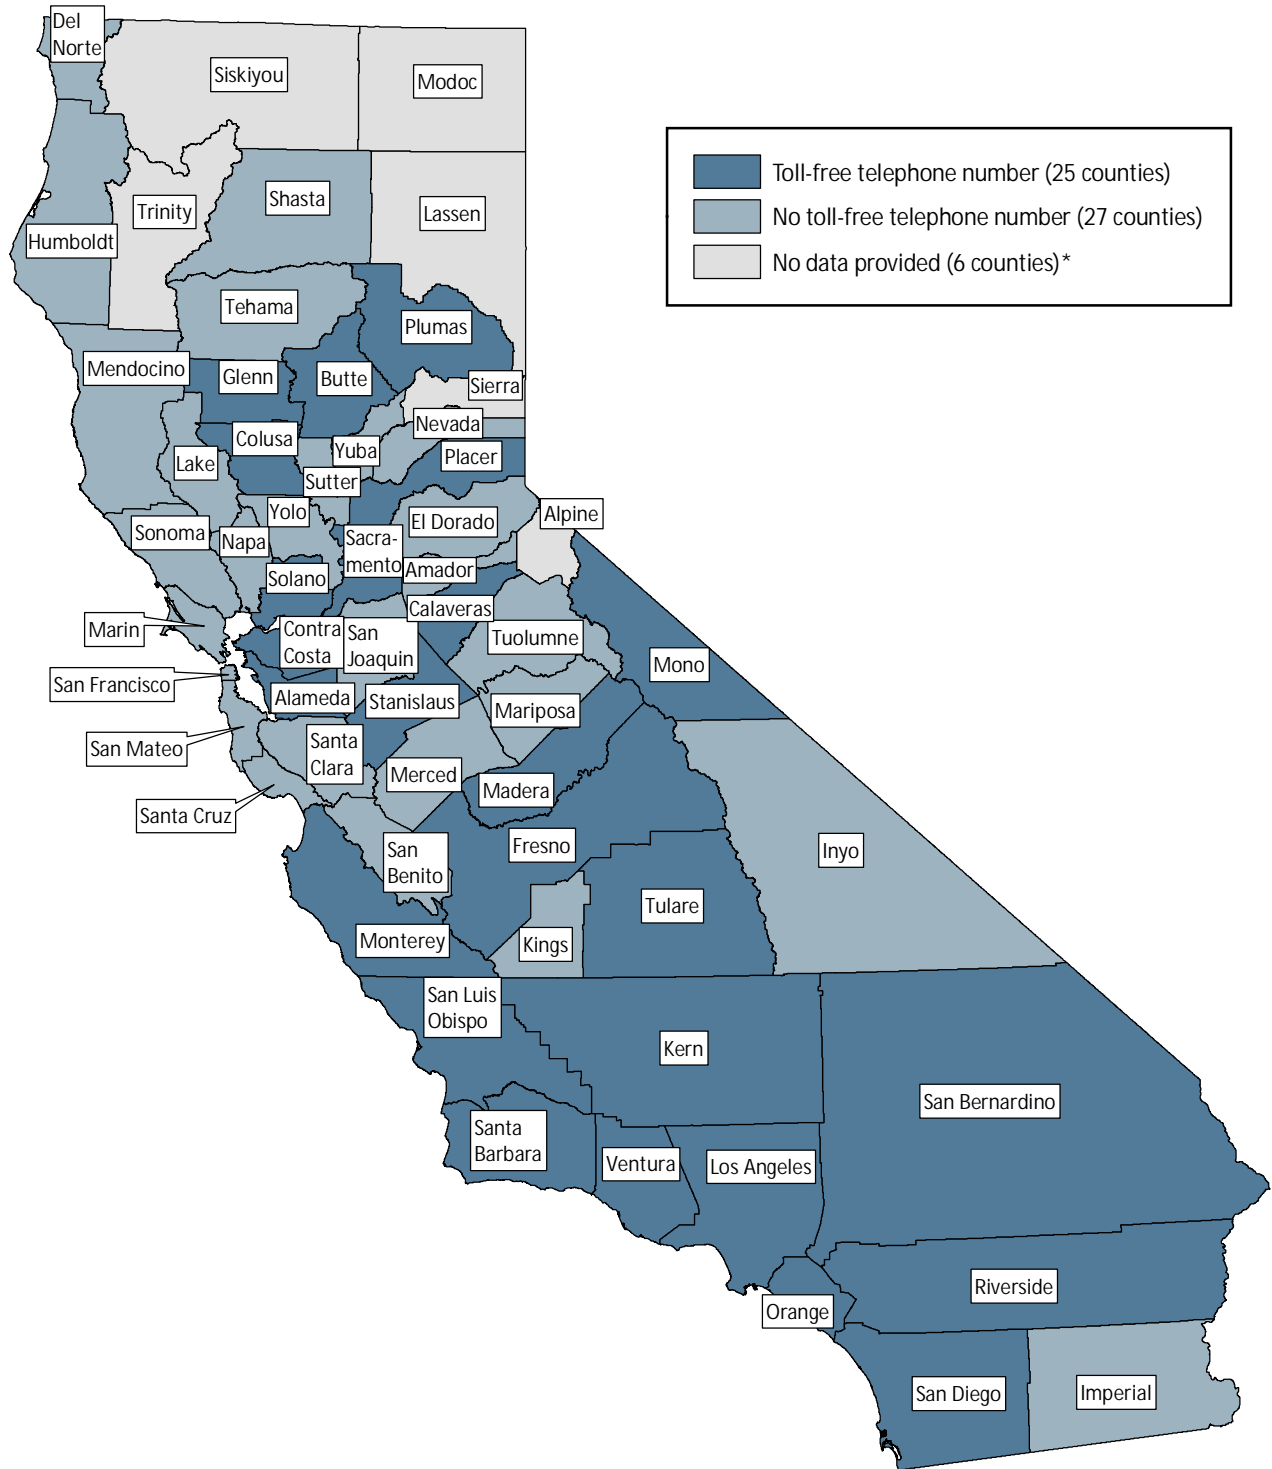 Del
Norte
Siskiyou
Modoc
Toll-free telephone number (25 counties)
No toll-free telephone number (27 counties)
No data provided (6 counties)*
Trinity
Shasta
Lassen
Humboldt
Tehama
Plumas
Mendocino
Glenn
Butte
Sierra
Nevada
Colusa
Yuba
Placer
Lake
Sutter
Yolo
El Dorado
Alpine
Sonoma
Napa
Sacra-
mento
Amador
Solano
Calaveras
Marin
Contra
Costa
San
Joaquin
Tuolumne
Mono
San Francisco
Alameda
Stanislaus
Mariposa
San Mateo
Santa
Clara
Merced
Madera
Santa Cruz
Fresno
Inyo
San
Benito
Tulare
Monterey
Kings
San Luis
Obispo
Kern
San Bernardino
Santa
Barbara
Ventura
Los Angeles
Riverside
Orange
San Diego
Imperial